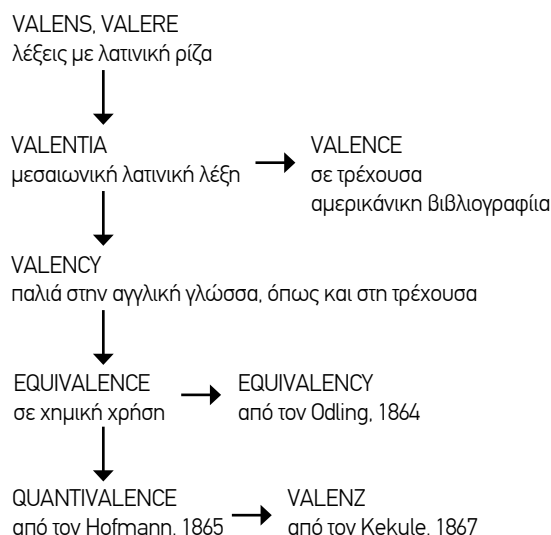 VALENS, VALERE
λέξεις με λατινική ρίζα
VALENTIA
μεσαιωνική λατινική λέξη
VALENCE
σε τρέχουσα
αμερικάνικη βιβλιογραφίια
VALENCY
παλιά στην αγγλική γλώσσα, όπως και στη τρέχουσα
EQUIVALENCE
σε χημική χρήση
EQUIVALENCY
από τον Odling, 1864
QUANTIVALENCE
από τον Hofmann, 1865
VALENZ
από τον Kekule, 1867